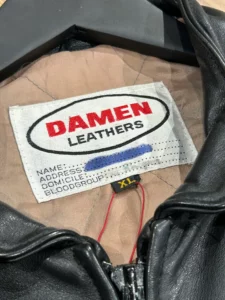 DAMEN
LEATHERS
NAME:
ADDRESS:
DOMICILE:
BLOODGROUP:
XL